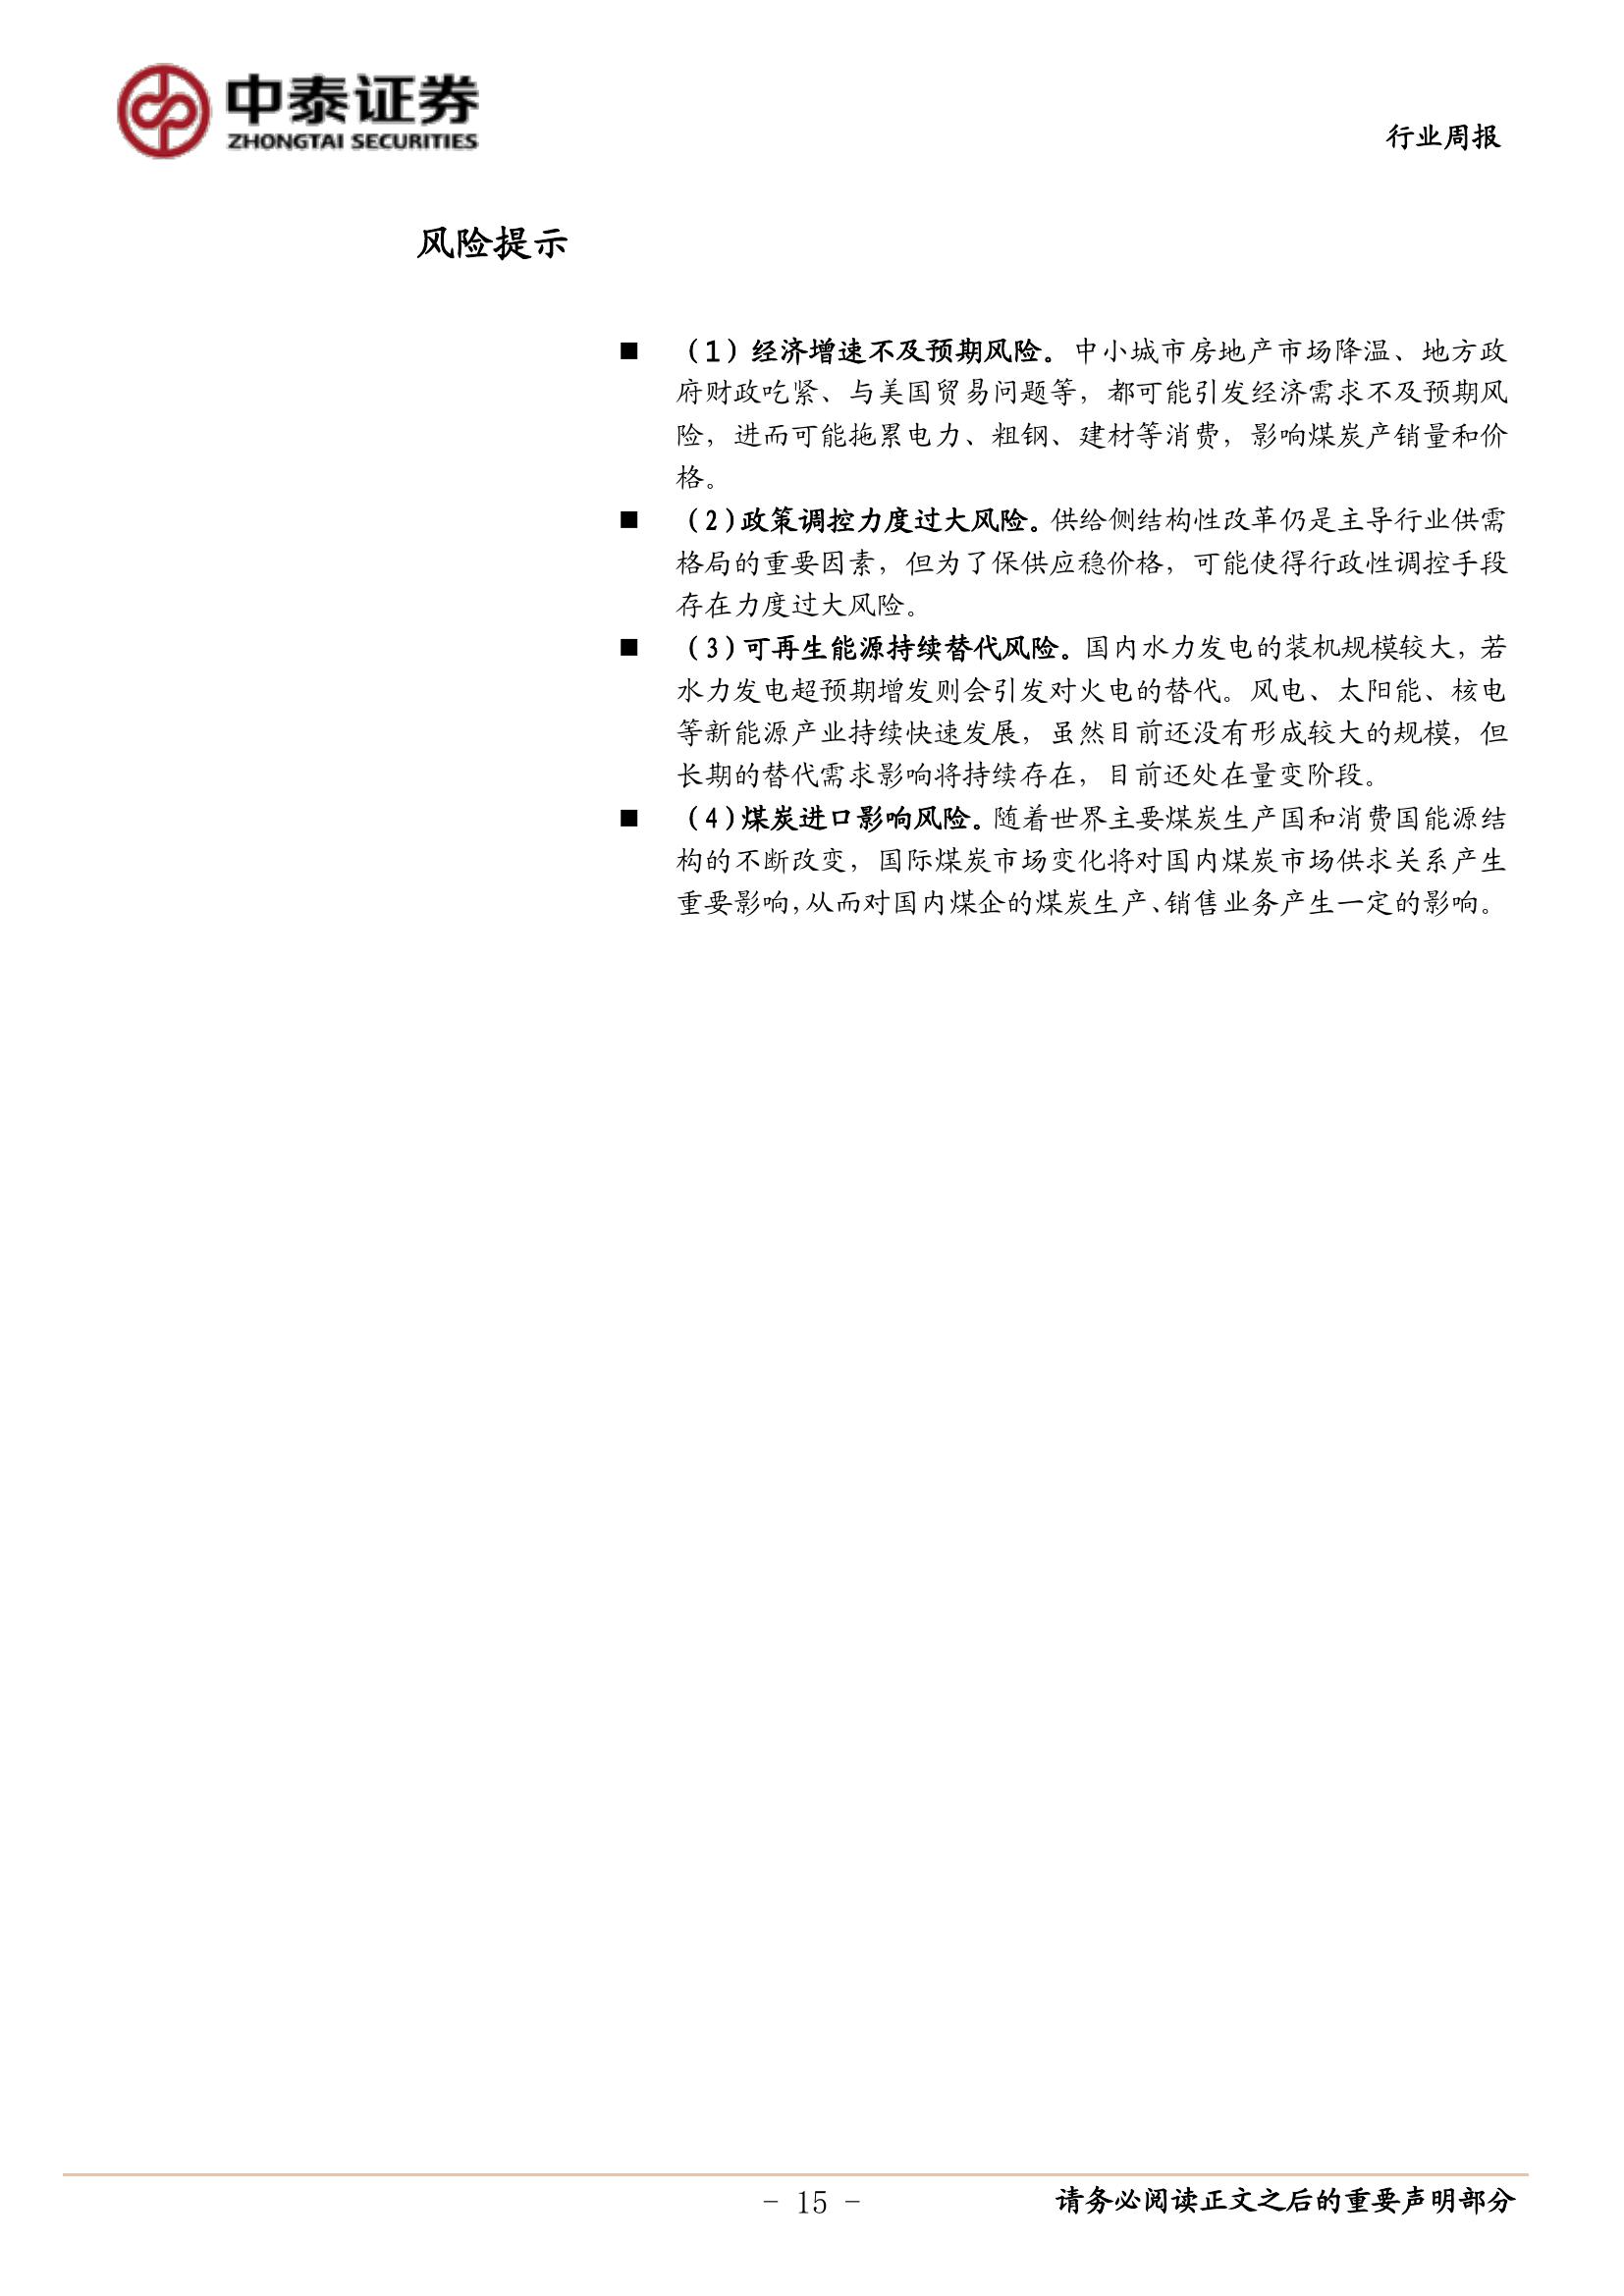 中泰证券
ZHONGTAI SECURITIES
行业周报
风险提示
■ （1）经济增速不及预期风险。中小城市房地产市场降温、地方政
府财政吃紧、与美国贸易问题等，都可能引发经济需求不及预期风
险，进而可能拖累电力、粗钢、建材等消费，影响煤炭产销量和价
格。
■ （2）政策调控力度过大风险。供给侧结构性改革仍是主导行业供需
格局的重要因素，但为了保供应稳价格，可能使得行政性调控手段
存在力度过大风险。
■ （3）可再生能源持续替代风险。国内水力发电的装机规模较大，若
水力发电超预期增发则会引发对火电的替代。风电、太阳能、核电
等新能源产业持续快速发展，虽然目前还没有形成较大的规模，但
长期的替代需求影响将持续存在，目前还处在量变阶段。
■ （4）煤炭进口影响风险。随着世界主要煤炭生产国和消费国能源结
构的不断改变，国际煤炭市场变化将对国内煤炭市场供求关系产生
重要影响，从而对国内煤企的煤炭生产、销售业务产生一定的影响。
- 15 -
请务必阅读正文之后的重要声明部分